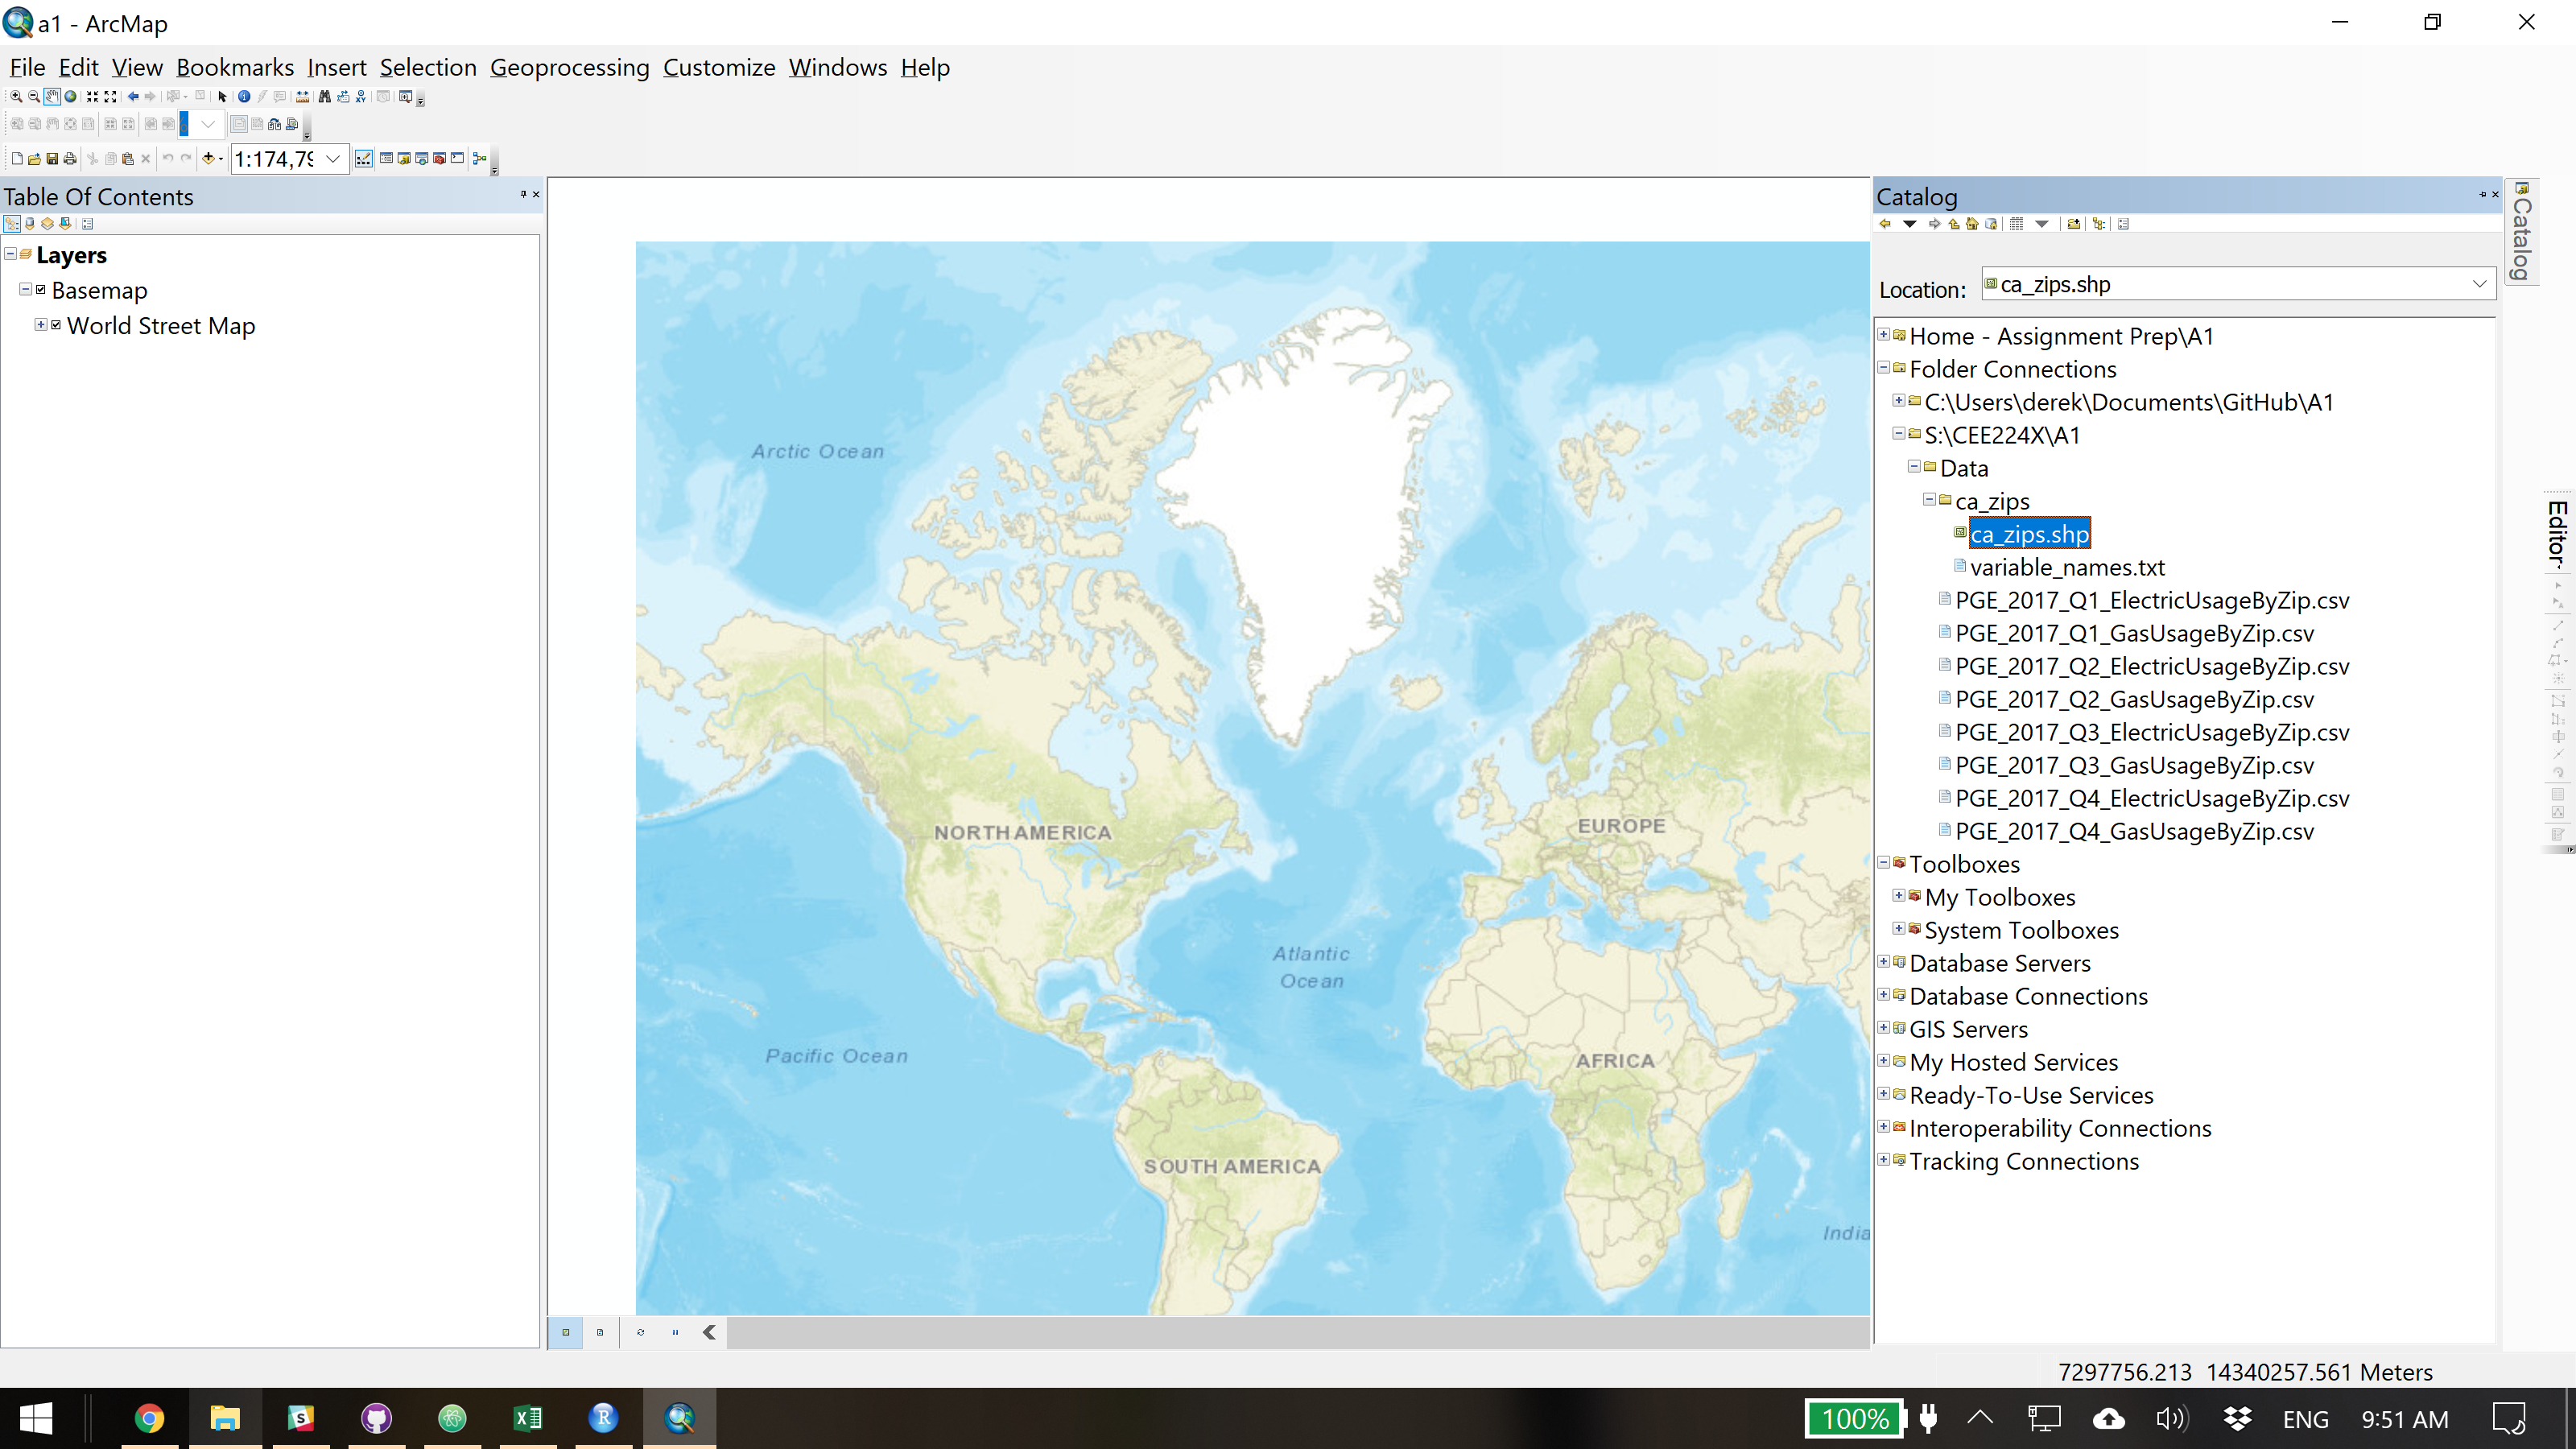 a1 - ArcMap
File Edit View Bookmarks Insert Selection Geoprocessing Customize Windows Help
1:174,79
Table Of Contents
Layers
Basemap
World Street Map
Arctic Ocean
NORTH AMERICA
EUROPE
Atlantic
Ocean
Pacific Ocean
AFRICA
SOUTH AMERICA
India
Catalog
Location: ca_zips.shp
Home - Assignment Prep\A1
Folder Connections
C:\Users\derek\Documents\GitHub\A1
S:\CEE224X\A1
Data
ca_zips
ca_zips.shp
variable_names.txt
PGE_2017_Q1_ElectricUsageByZip.csv
PGE_2017_Q1_GasUsageByZip.csv
PGE_2017_Q2_ElectricUsageByZip.csv
PGE_2017_Q2_GasUsageByZip.csv
PGE_2017_Q3_ElectricUsageByZip.csv
PGE_2017_Q3_GasUsageByZip.csv
PGE_2017_Q4_ElectricUsageByZip.csv
PGE_2017_Q4_GasUsageByZip.csv
Toolboxes
My Toolboxes
System Toolboxes
Database Servers
Database Connections
GIS Servers
My Hosted Services
Ready-To-Use Services
Interoperability Connections
Tracking Connections
Catalog
Editor
7297756.213 14340257.561 Meters
100% ENG 9:51 AM